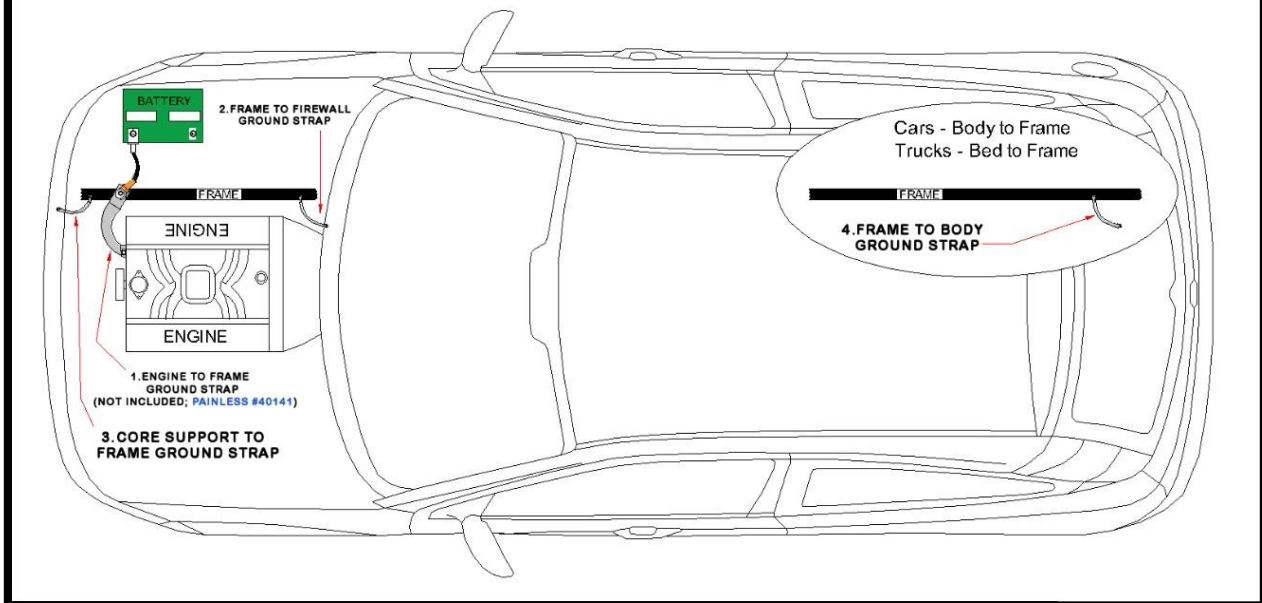 BATTERY
2.FRAME TO FIREWALL
GROUND STRAP
FRAME
ENGINE
ENGINE
1.ENGINE TO FRAME
GROUND STRAP
(NOT INCLUDED; PAINLESS #40141)
3.CORE SUPPORT TO
FRAME GROUND STRAP
Cars - Body to Frame
Trucks - Bed to Frame
FRAME
4.FRAME TO BODY
GROUND STRAP